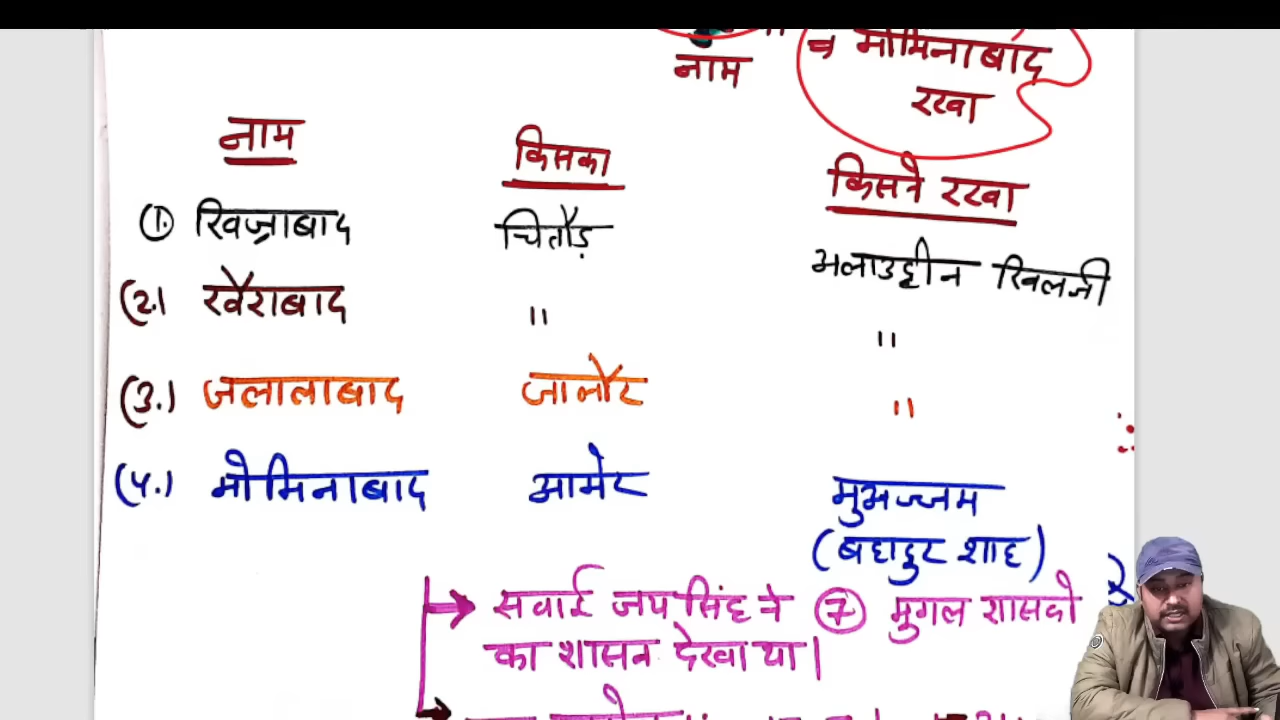 व मोमिनाबाद
नाम
रखा
नाम किसका किसने रखा
①. खिज्राबाद चितौड़ अलाउद्दीन खिलजी
(2.) खैराबाद " "
(3.) जलालाबाद जालौर "
(4.) मोमिनाबाद आमेर मुअज्जम
(बहादुर शाह)
→ सवाई जयसिंह ने ⑦ मुगल शासको
का शासन देखा था।